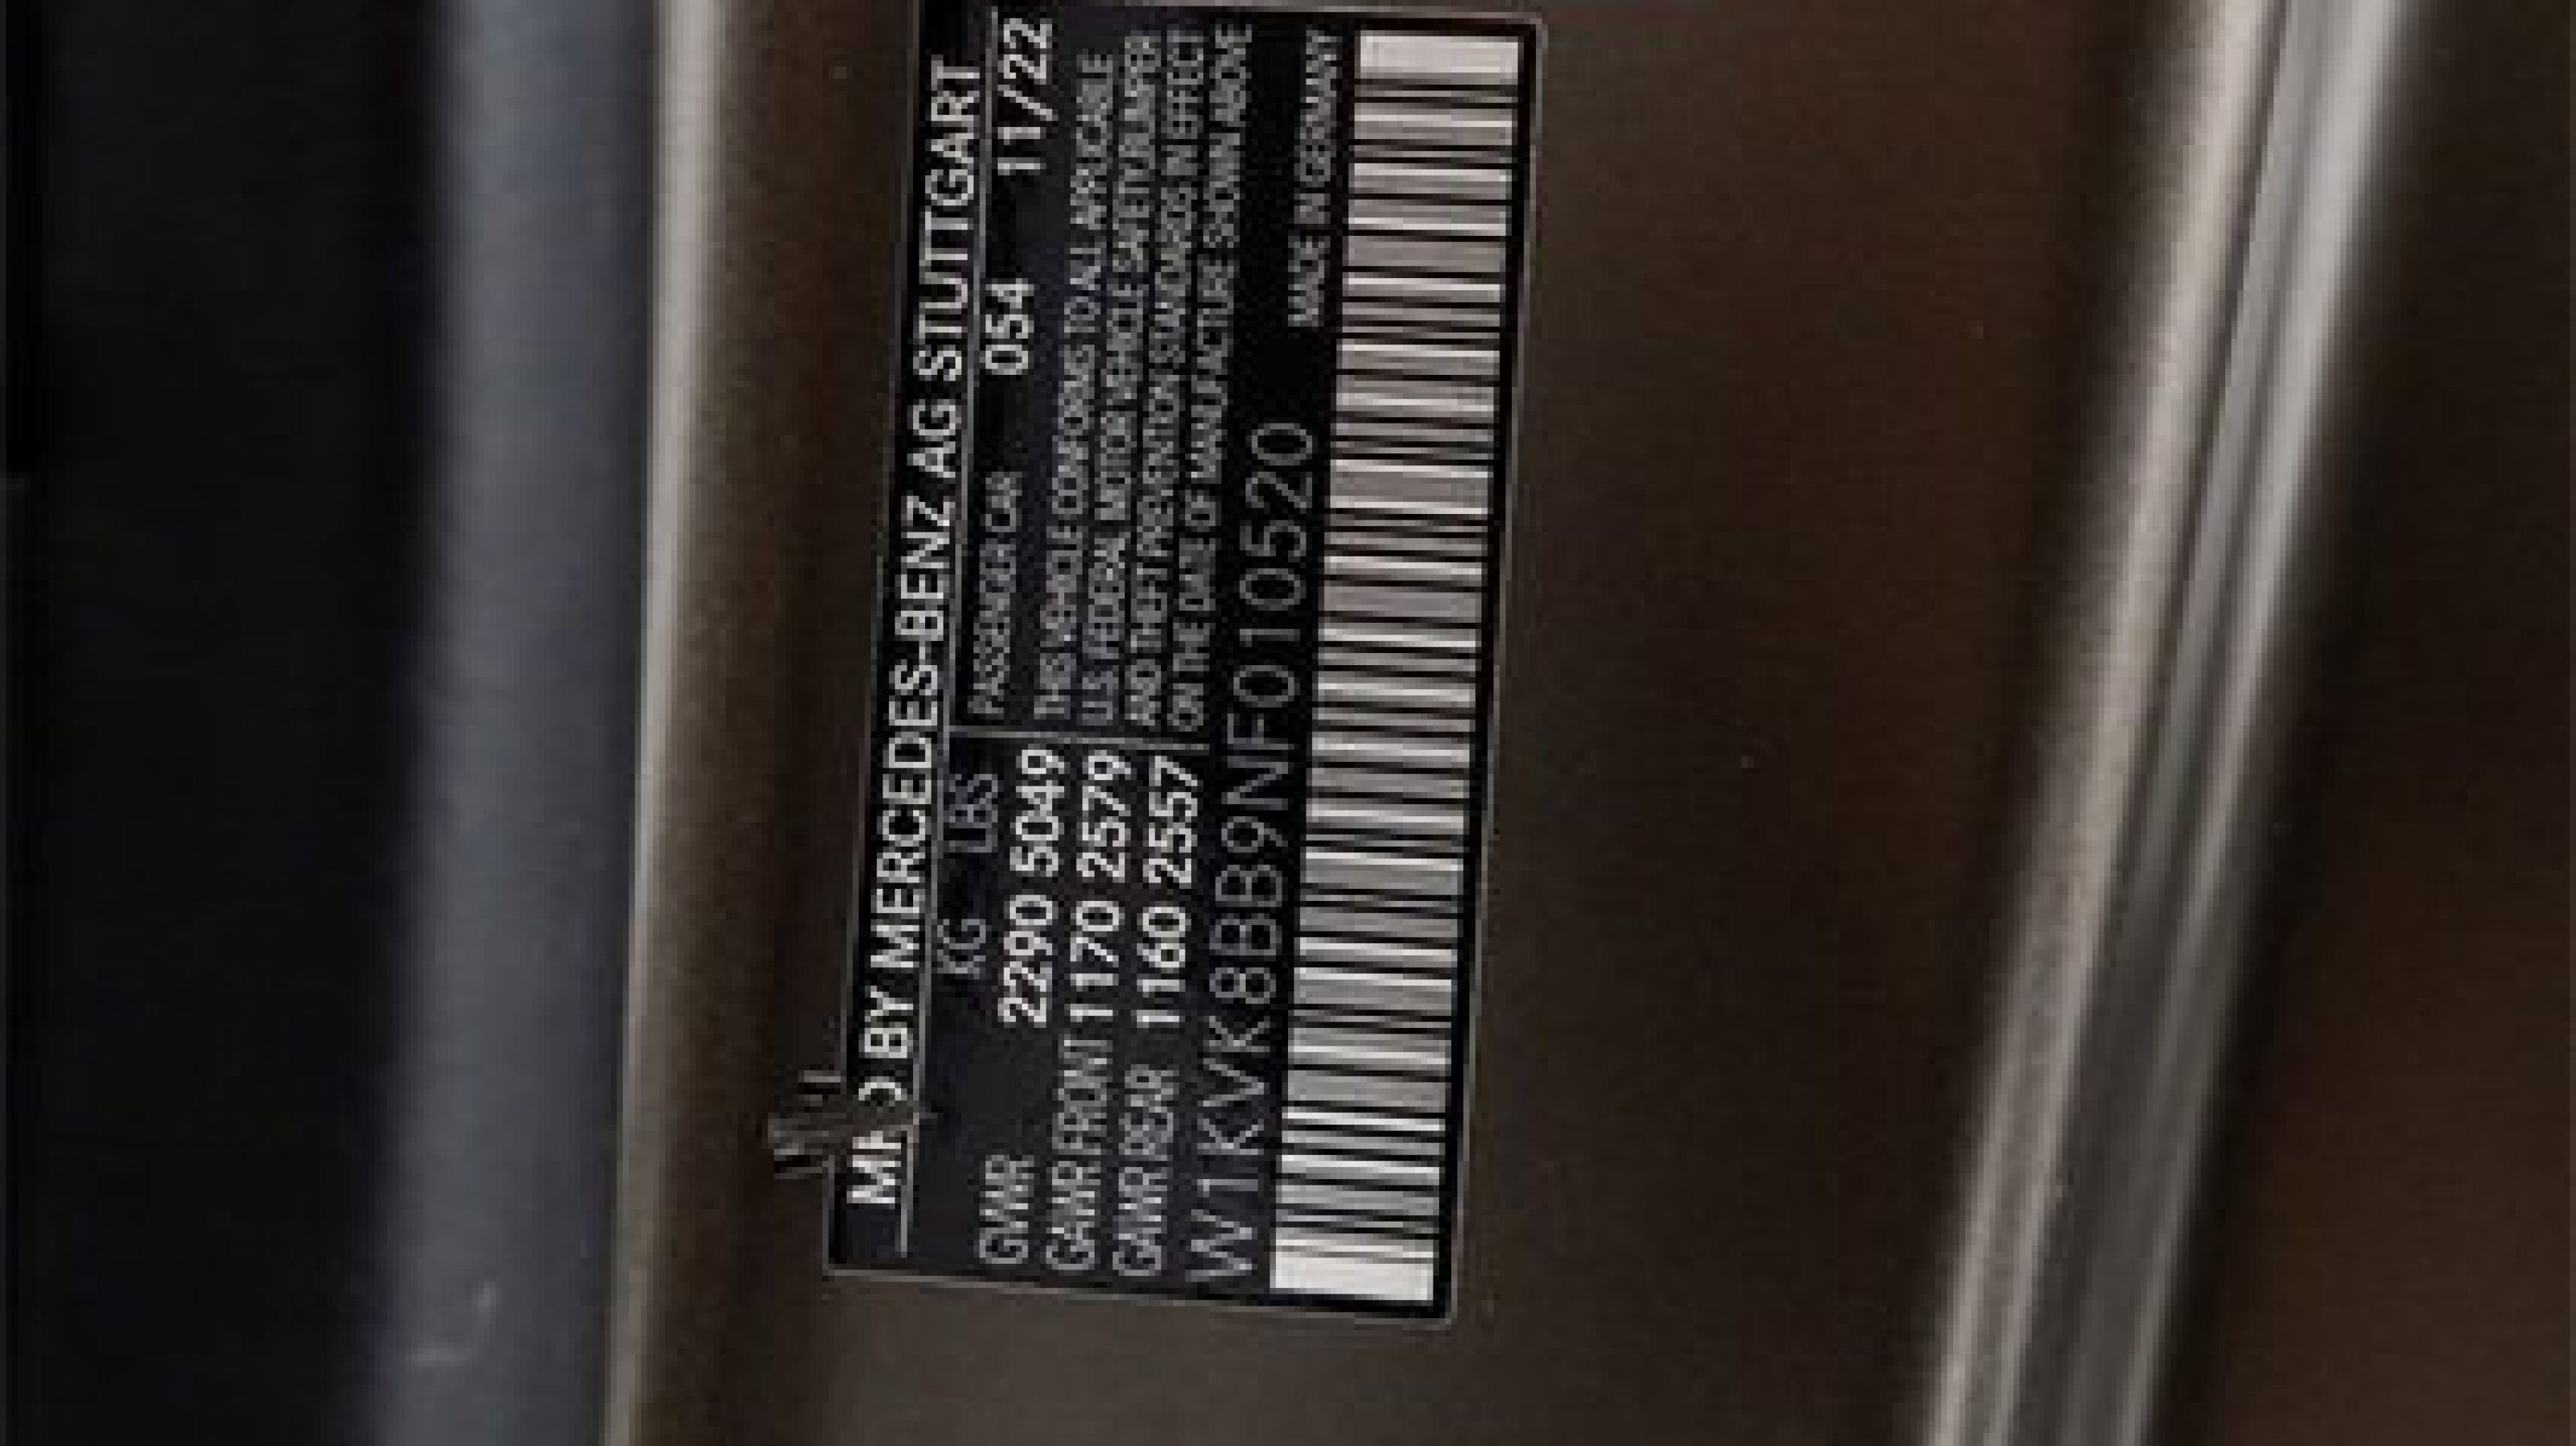 MF D BY MERCEDES-BENZ AG STUTTGART
KG LBS
GVWR 2290 5049
GAWR FRONT 1170 2579
GAWR REAR 1160 2557
PASSENGER CAR 054 11/22
THIS VEHICLE CONFORMS TO ALL APPLICABLE
U.S. FEDERAL MOTOR VEHICLE SAFETY, BUMPER
AND THEFT PREVENTION STANDARDS IN EFFECT
ON THE DATE OF MANUFACTURE SHOWN ABOVE
W1KVK8BB9NF010520
MADE IN GERMANY